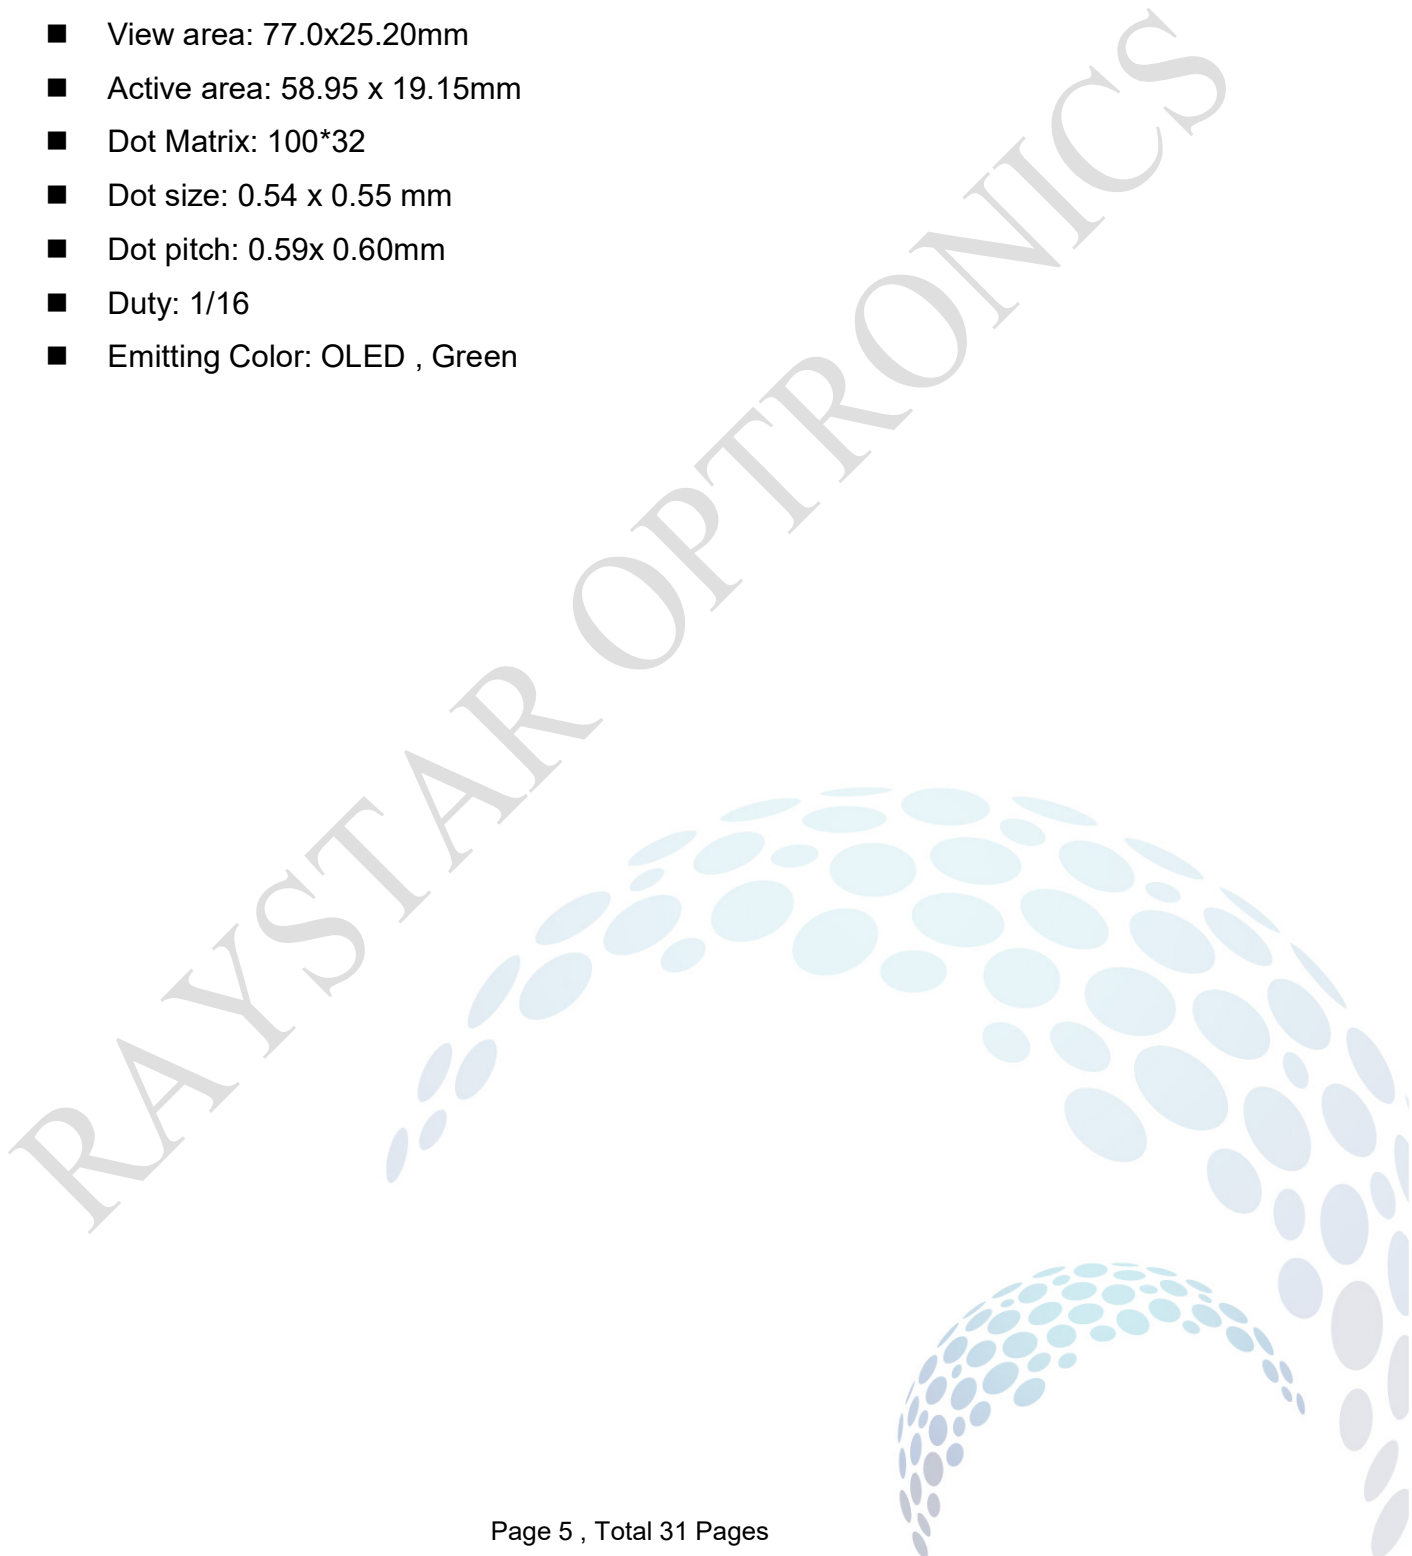 ■ View area: 77.0x25.20mm
■ Active area: 58.95 x 19.15mm
■ Dot Matrix: 100*32
■ Dot size: 0.54 x 0.55 mm
■ Dot pitch: 0.59x 0.60mm
■ Duty: 1/16
■ Emitting Color: OLED , Green
RAYSTAR OPTRONICS
Page 5 , Total 31 Pages